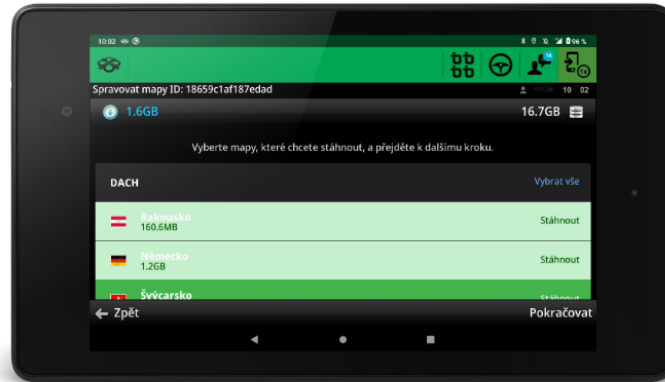 10:02
96 %
14
1x
Spravovat mapy ID: 18659c1af187edad
10 02
1.6GB
16.7GB
Vyberte mapy, které chcete stáhnout, a přejděte k dalšímu kroku.
DACH
Vybrat vše
Rakousko
160.6MB
Stáhnout
Německo
1.2GB
Stáhnout
Švýcarsko
Stáhnout
Zpět
Pokračovat